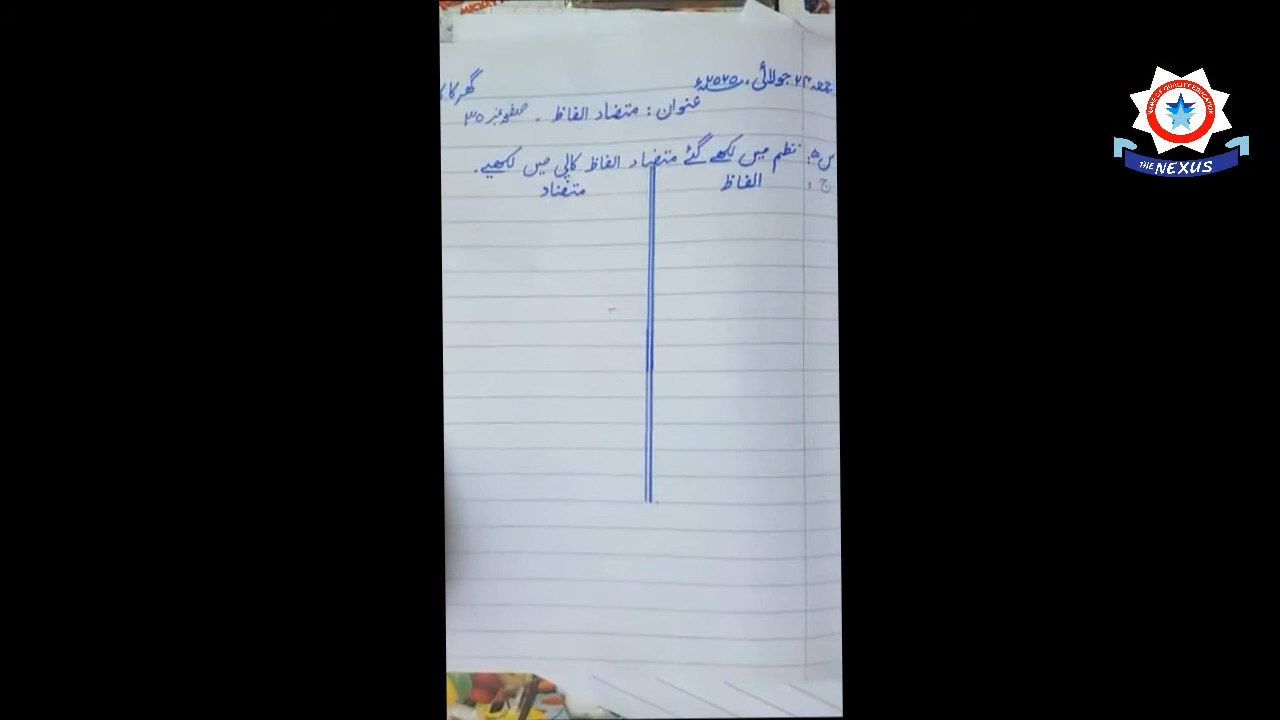 جمعہ ۲۴ جولائی، ۲۰۲۵ء گھر کا
عنوان: متضاد الفاظ ۔ صفحہ نمبر ۳۵
س۵: نظم میں لکھے گئے متضاد الفاظ کاپی میں لکھیے۔
ج: الفاظ متضاد
THE NEXUS